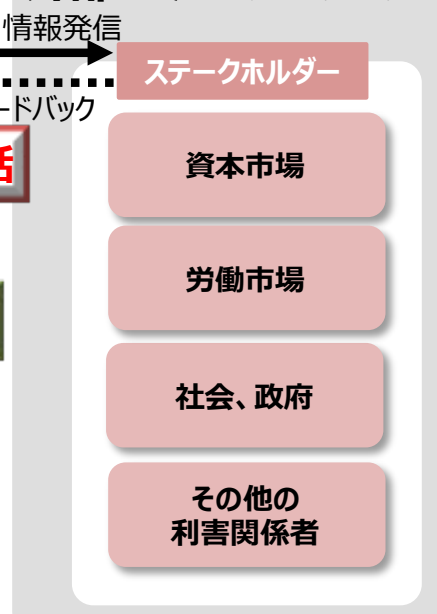 情報発信
ステークホルダー
ードバック
話
資本市場
労働市場
社会、政府
その他の
利害関係者